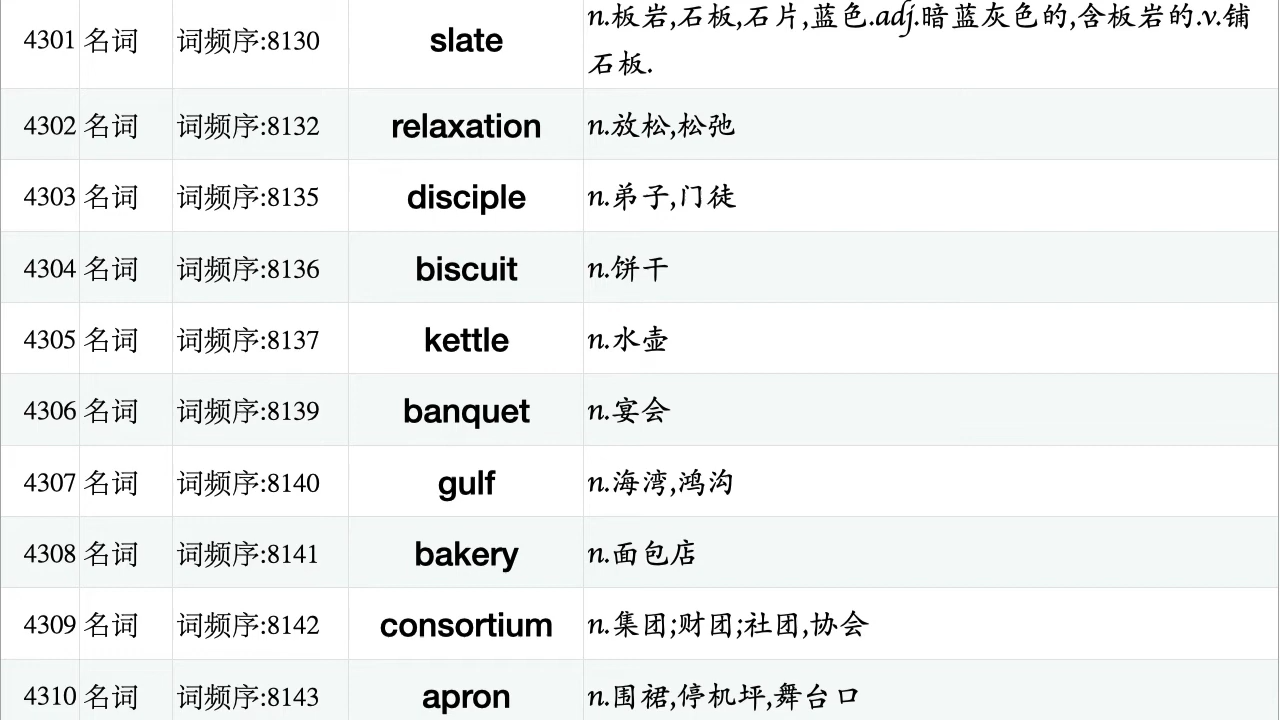 4301 名词 词频序:8130 slate n.板岩,石板,石片,蓝色.adj.暗蓝灰色的,含板岩的.v.铺
石板.
4302 名词 词频序:8132 relaxation n.放松,松弛
4303 名词 词频序:8135 disciple n.弟子,门徒
4304 名词 词频序:8136 biscuit n.饼干
4305 名词 词频序:8137 kettle n.水壶
4306 名词 词频序:8139 banquet n.宴会
4307 名词 词频序:8140 gulf n.海湾,鸿沟
4308 名词 词频序:8141 bakery n.面包店
4309 名词 词频序:8142 consortium n.集团;财团;社团,协会
4310 名词 词频序:8143 apron n.围裙,停机坪,舞台口